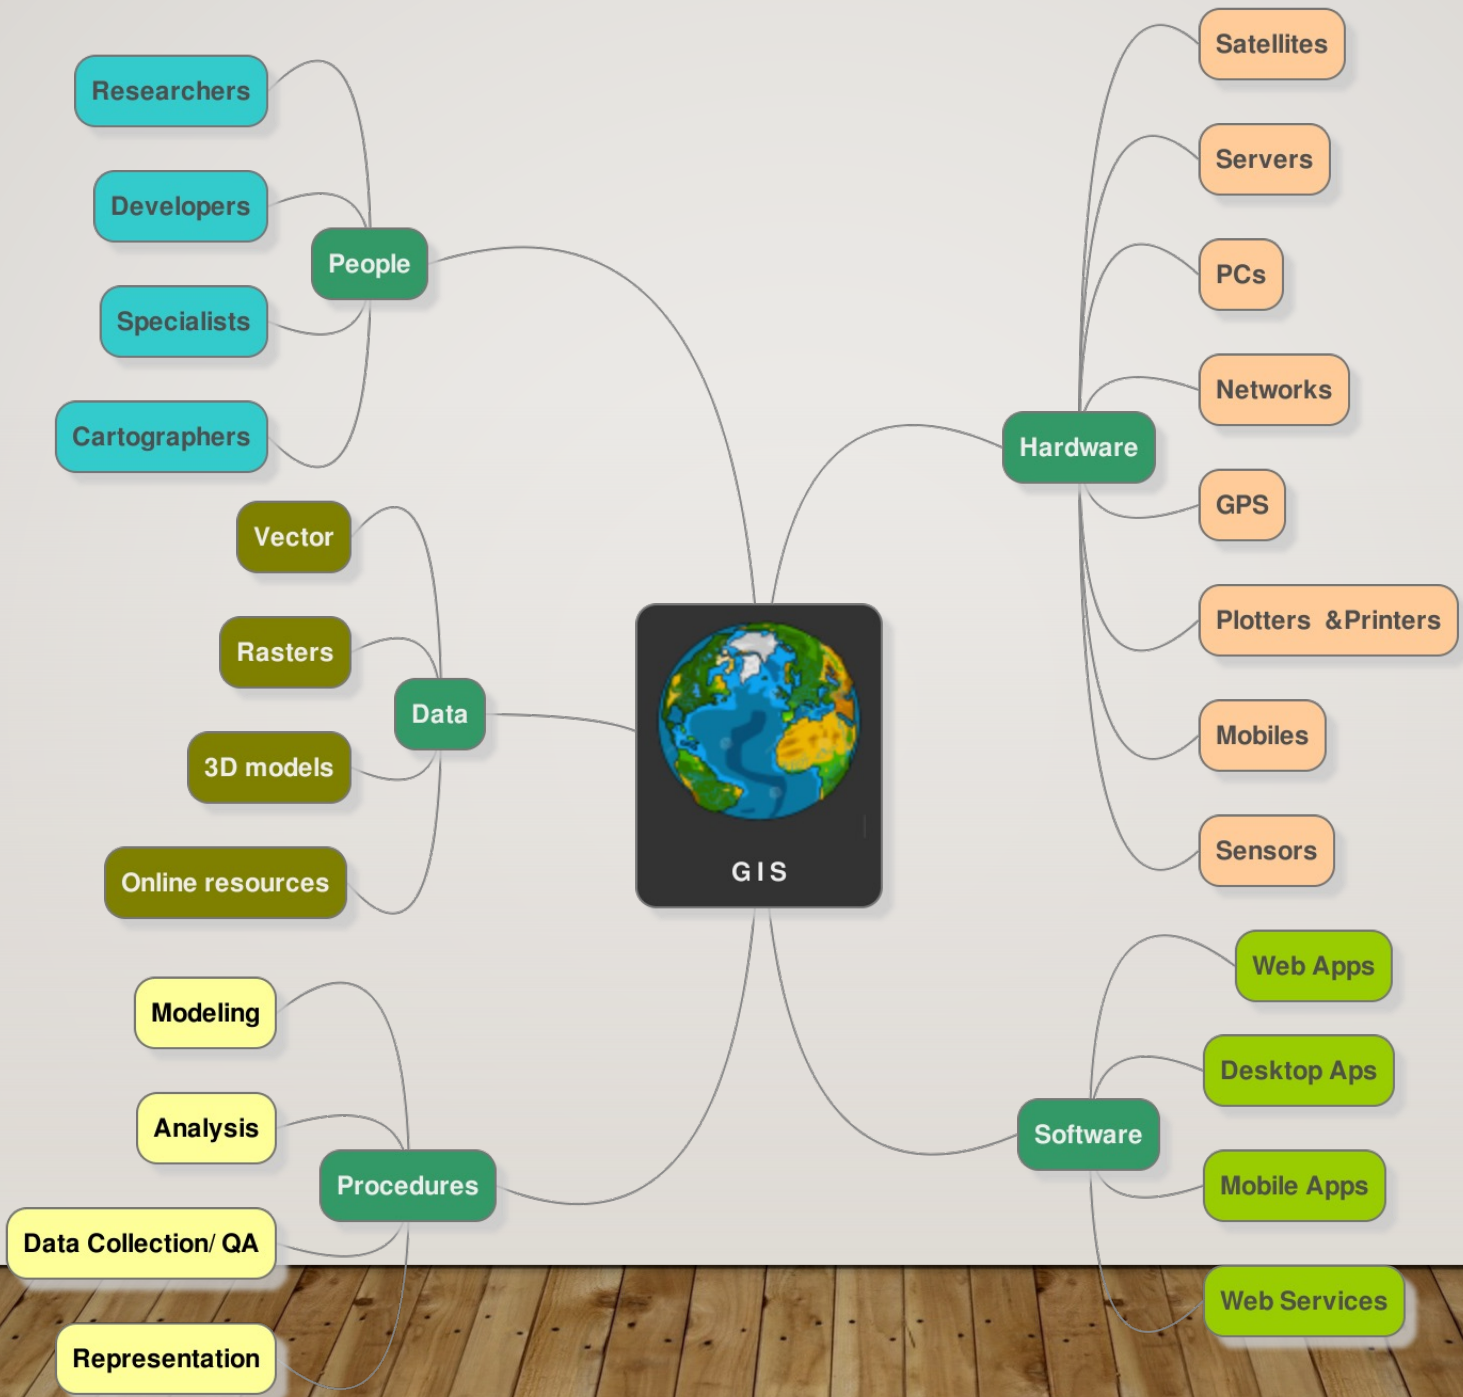 Researchers
Developers
People
Specialists
Cartographers
Vector
Rasters
Data
3D models
Online resources
Modeling
Analysis
Procedures
Data Collection/ QA
Representation
GIS
Satellites
Servers
PCs
Networks
Hardware
GPS
Plotters &Printers
Mobiles
Sensors
Web Apps
Desktop Aps
Software
Mobile Apps
Web Services